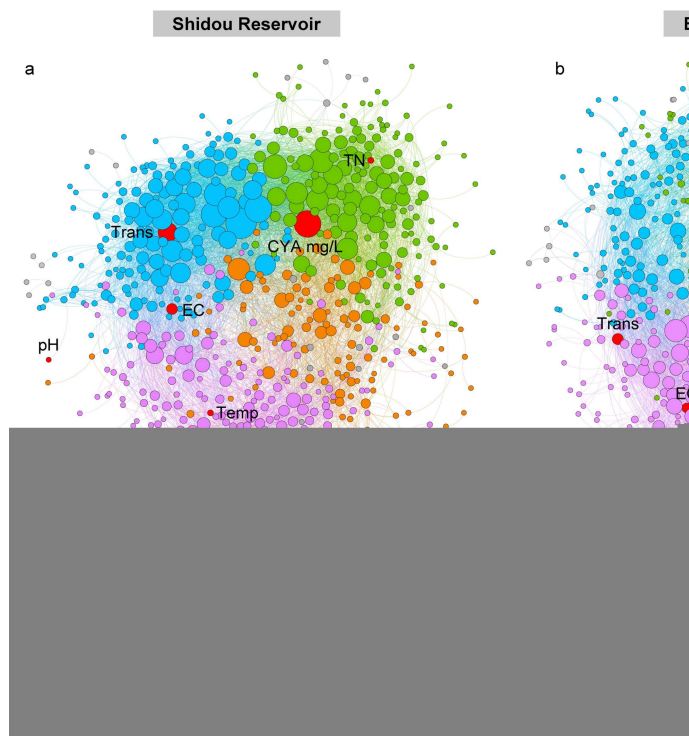 Shidou Reservoir
a
b
TN
Trans
CYA mg/L
EC
Trans
pH
Temp